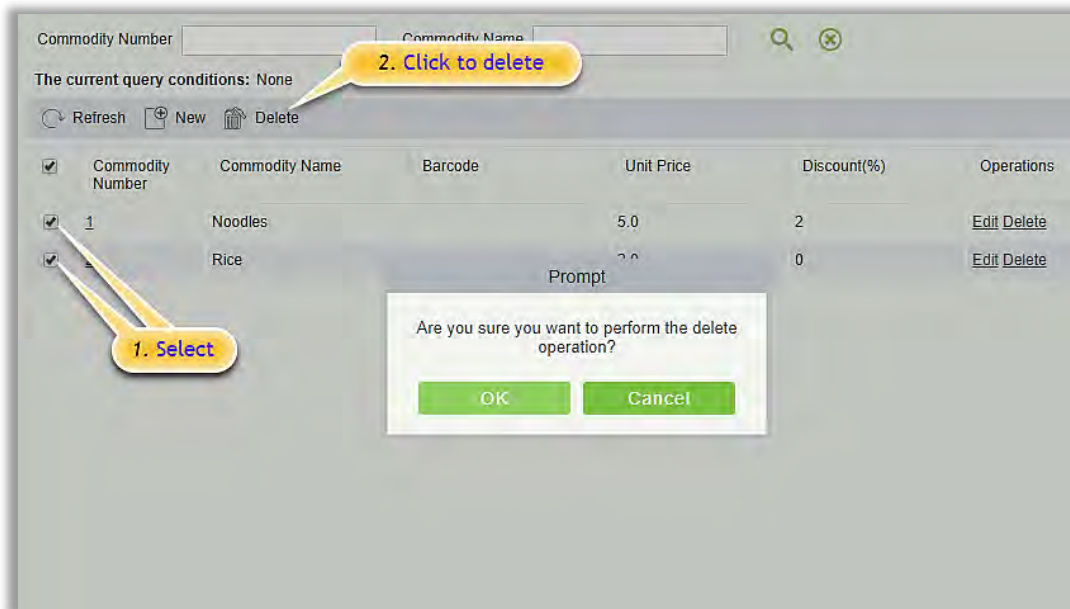 Commodity Number Commodity Name
2. Click to delete
The current query conditions: None
Refresh New Delete
Commodity Number Commodity Name Barcode Unit Price Discount(%) Operations
1 Noodles 5.0 2 Edit Delete
Rice 0 Edit Delete
Prompt
Are you sure you want to perform the delete
operation?
1. Select
OK Cancel